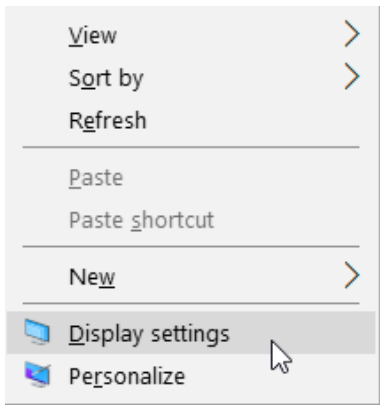 View
Sort by
Refresh
Paste
Paste shortcut
New
Display settings
Personalize